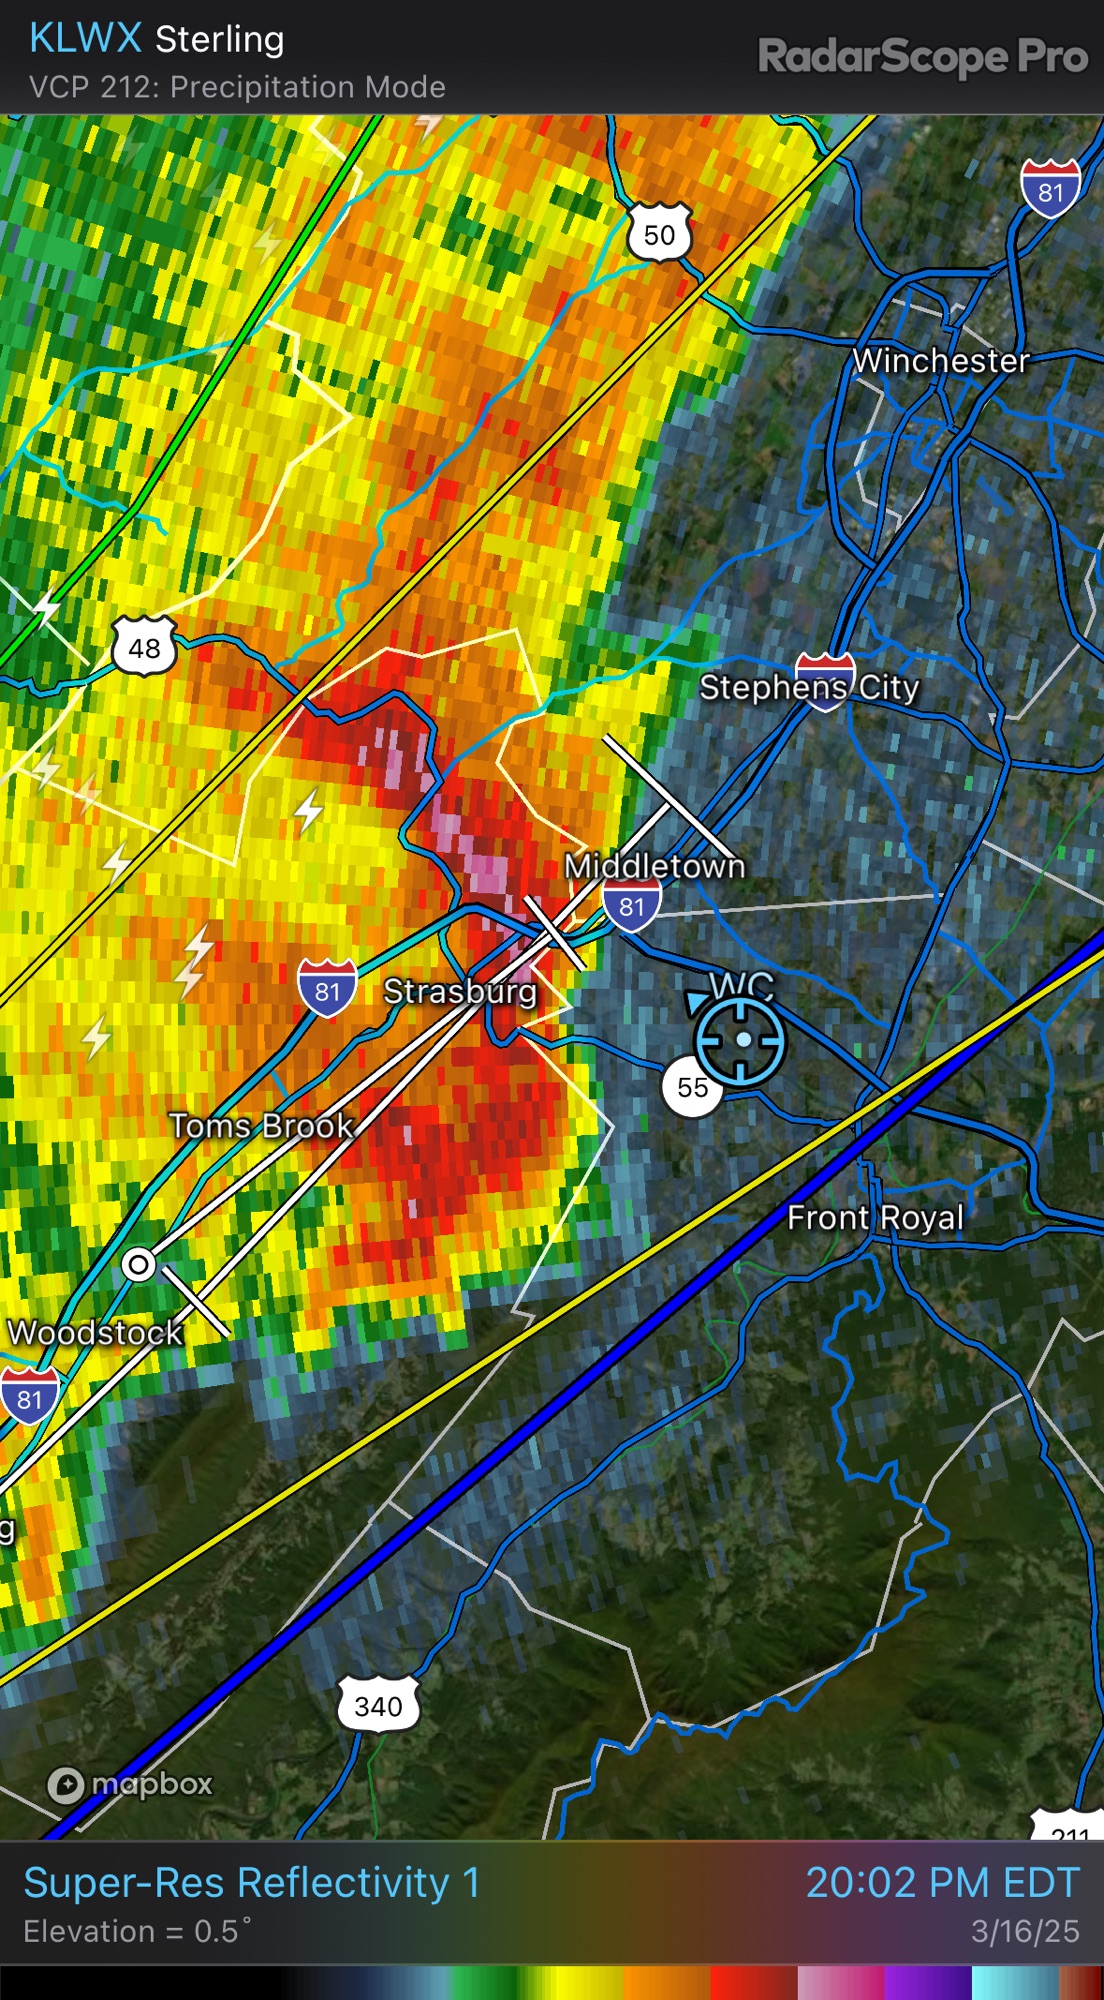 KLWX Sterling
RadarScope Pro
VCP 212: Precipitation Mode
81
50
Winchester
48
Stephens City
Middletown
81
81
Strasburg
WC
55
Toms Brook
Front Royal
Woodstock
81
g
340
mapbox
211
Super-Res Reflectivity 1
20:02 PM EDT
Elevation = 0.5°
3/16/25